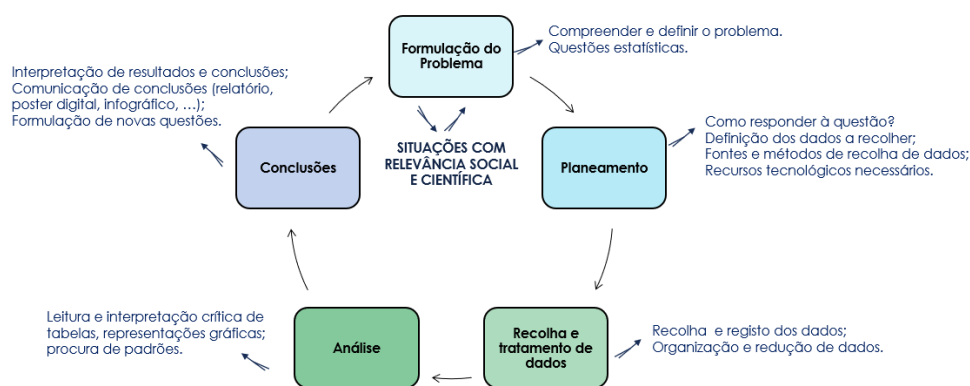 Formulação do
Problema
Compreender e definir o problema.
Questões estatísticas.
SITUAÇÕES COM
RELEVÂNCIA SOCIAL
E CIENTÍFICA
Planeamento
Como responder à questão?
Definição dos dados a recolher;
Fontes e métodos de recolha de dados;
Recursos tecnológicos necessários.
Recolha e
tratamento de
dados
Recolha e registo dos dados;
Organização e redução de dados.
Análise
Leitura e interpretação crítica de
tabelas, representações gráficas;
procura de padrões.
Conclusões
Interpretação de resultados e conclusões;
Comunicação de conclusões (relatório,
poster digital, infográfico, ...);
Formulação de novas questões.